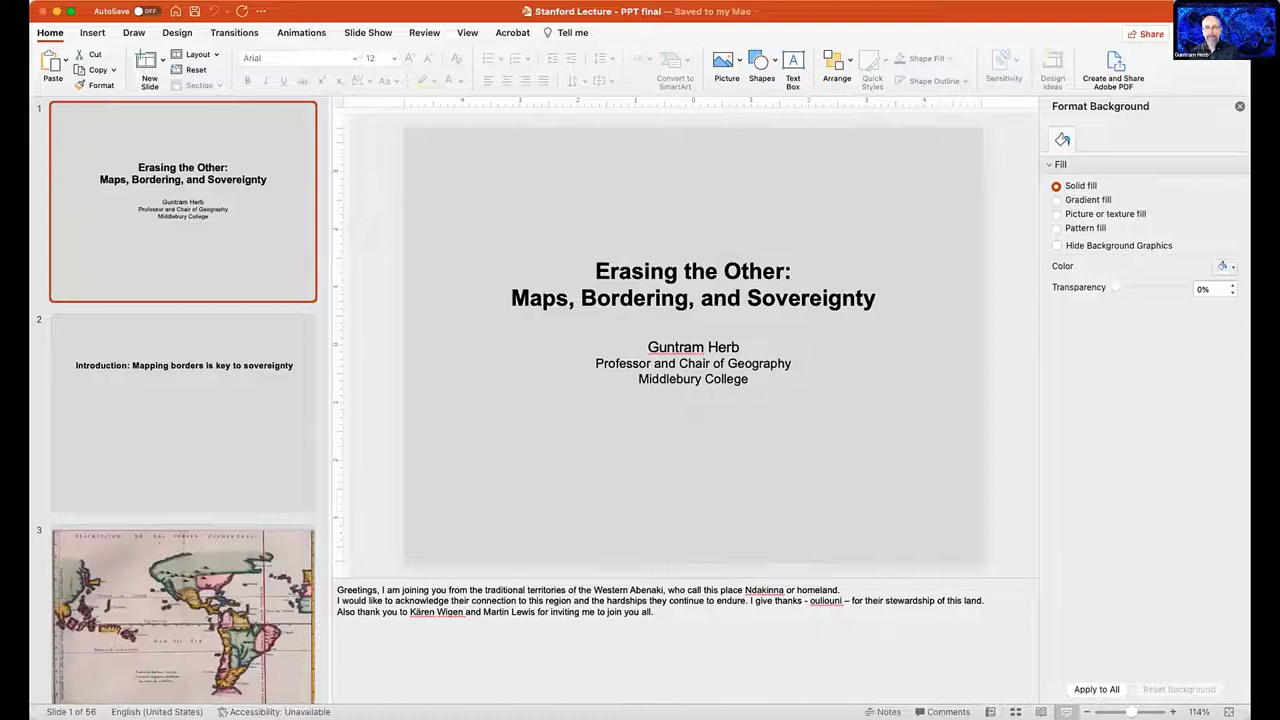 AutoSave OFF
Stanford Lecture - PPT final — Saved to my Mac
Home Insert Draw Design Transitions Animations Slide Show Review View Acrobat Tell me
Share
Guntram Herb
Paste
Cut
Copy
Format
New Slide
Layout
Reset
Section
Arial 12
Convert to SmartArt
Picture
Shapes
Text Box
Arrange
Quick Styles
Shape Fill
Shape Outline
Sensitivity
Design Ideas
Create and Share Adobe PDF
1
Erasing the Other:
Maps, Bordering, and Sovereignty
Guntram Herb
Professor and Chair of Geography
Middlebury College
2
Introduction: Mapping borders is key to sovereignty
3
Erasing the Other:
Maps, Bordering, and Sovereignty
Guntram Herb
Professor and Chair of Geography
Middlebury College
Greetings, I am joining you from the traditional territories of the Western Abenaki, who call this place Ndakinna or homeland.
I would like to acknowledge their connection to this region and the hardships they continue to endure. I give thanks - ouliouni – for their stewardship of this land.
Also thank you to Kären Wigen and Martin Lewis for inviting me to join you all.
Format Background
Fill
Solid fill
Gradient fill
Picture or texture fill
Pattern fill
Hide Background Graphics
Color
Transparency 0%
Apply to All Reset Background
Slide 1 of 56 English (United States) Accessibility: Unavailable Notes Comments 114%